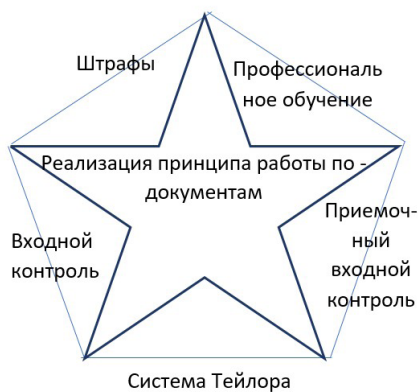 Штрафы
Профессиональ
ное обучение
Реализация принципа работы по -
документам
Входной
контроль
Приемоч-
ный
входной
контроль
Система Тейлора